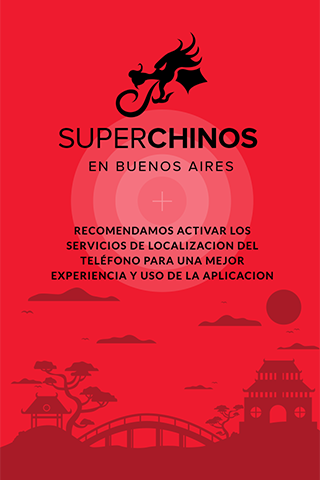 SUPERCHINOS
EN BUENOS AIRES
RECOMENDAMOS ACTIVAR LOS
SERVICIOS DE LOCALIZACION DEL
TELÉFONO PARA UNA MEJOR
EXPERIENCIA Y USO DE LA APLICACION